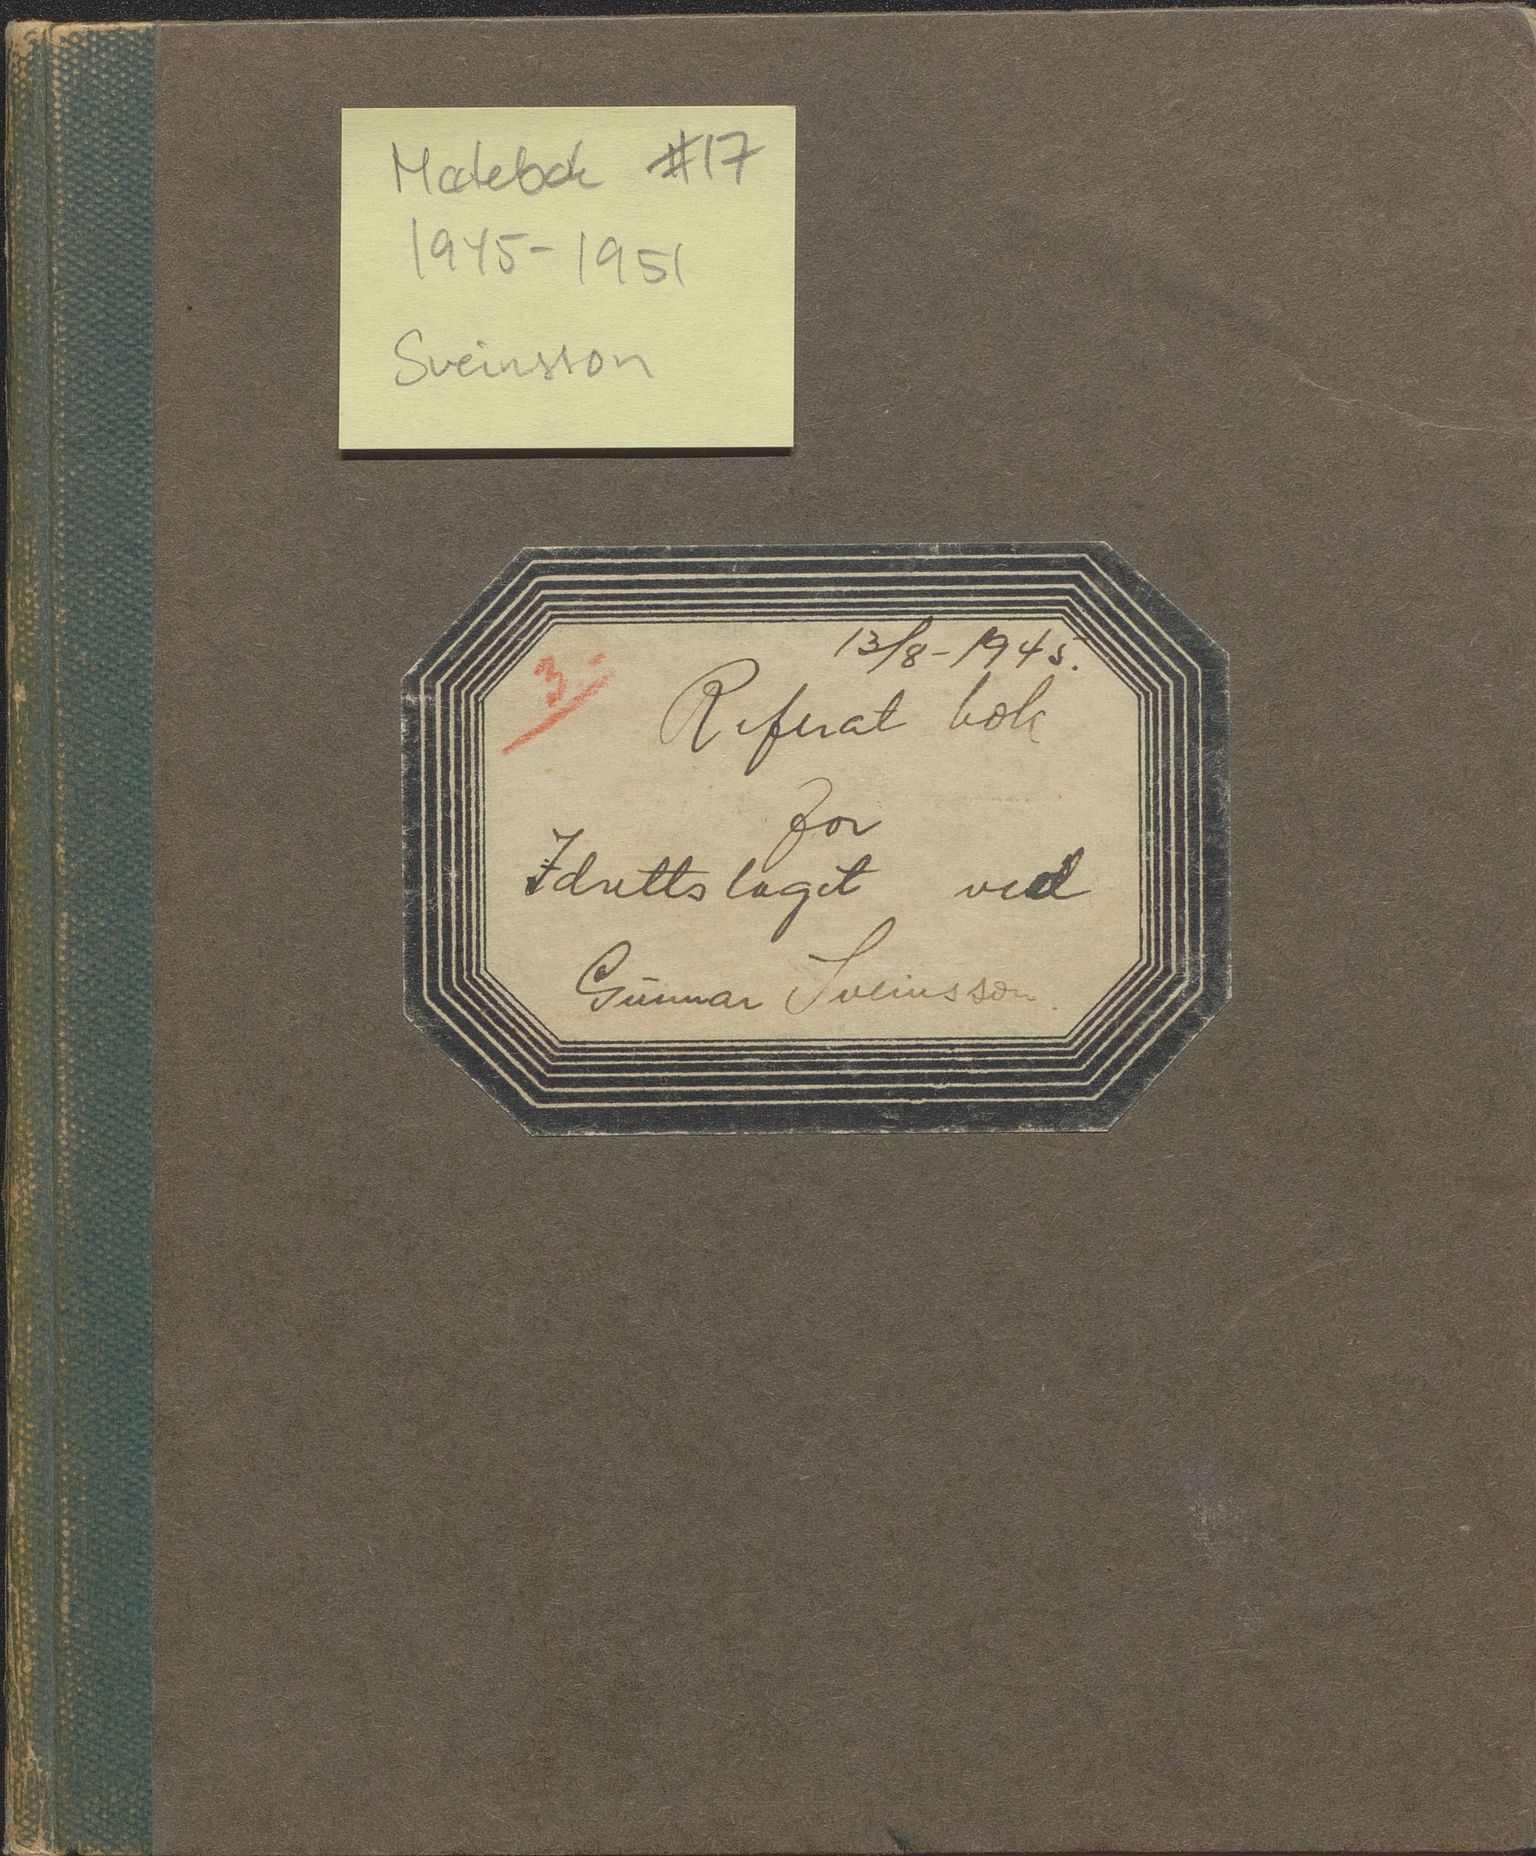 Møtebok #17
1945-1951
Sveinsson
13/8-1945.
3.
Referat bok
for
Idrettslaget ved
Gunnar Sveinsson.